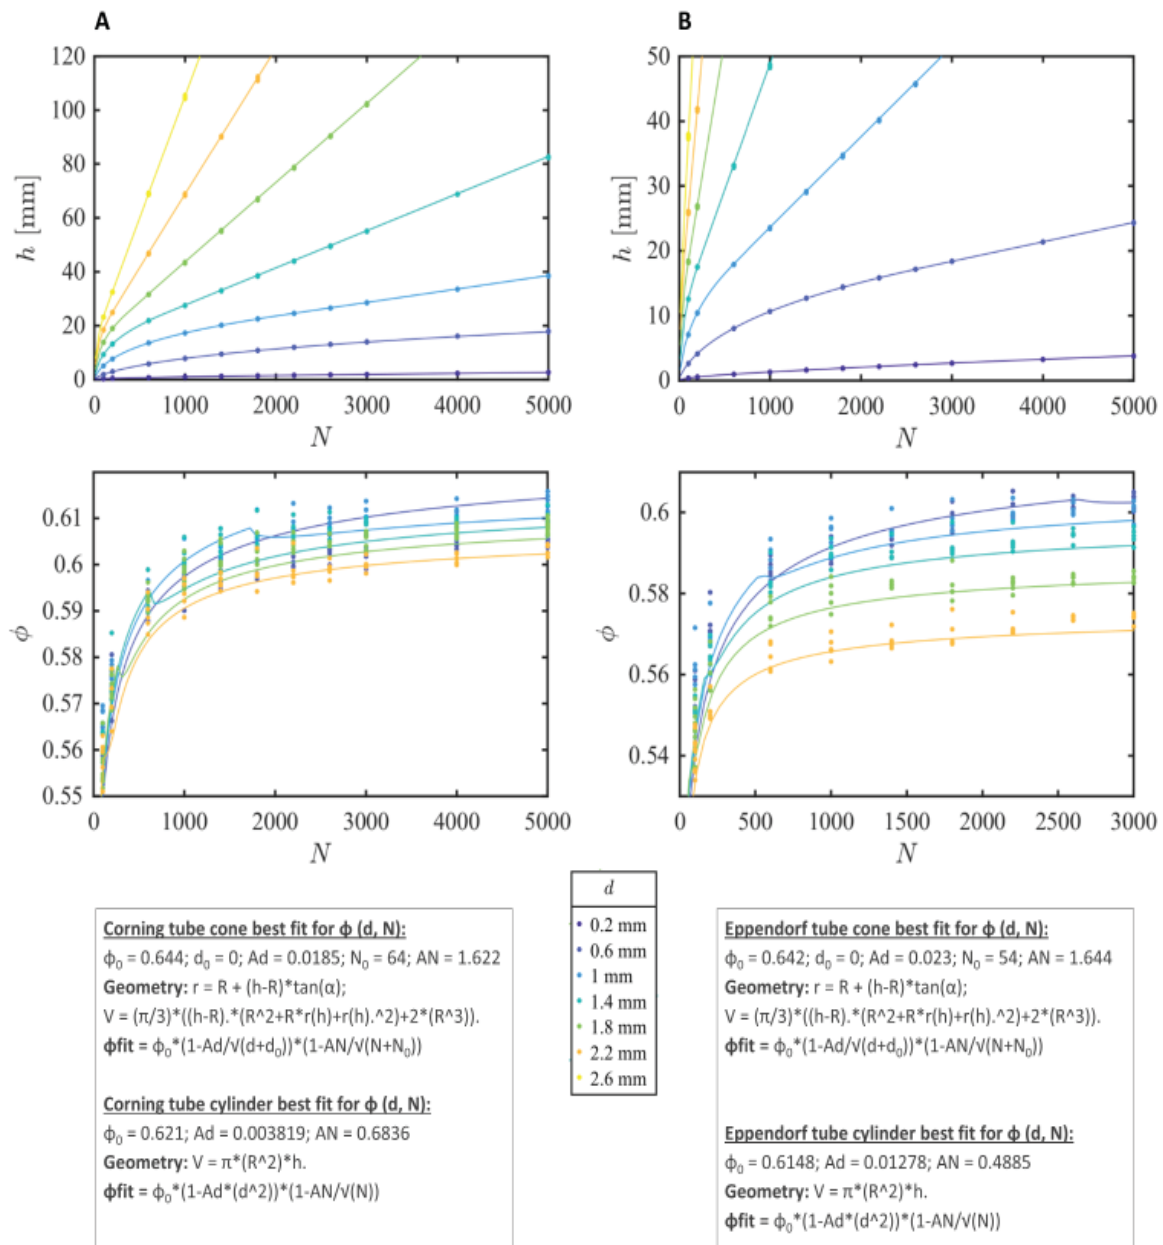 A
B
120
100
80
60
40
20
0
h [mm]
0 1000 2000 3000 4000 5000
N
50
40
30
20
10
0
h [mm]
0 1000 2000 3000 4000 5000
N
0.61
0.6
0.59
0.58
0.57
0.56
0.55
ϕ
0 1000 2000 3000 4000 5000
N
0.6
0.58
0.56
0.54
ϕ
0 500 1000 1500 2000 2500 3000
N
Corning tube cone best fit for ϕ (d, N):
ϕ₀ = 0.644; d₀ = 0; Ad = 0.0185; N₀ = 64; AN = 1.622
Geometry: r = R + (h-R)*tan(α);
V = (π/3)*((h-R).*(R^2+R*r(h)+r(h).^2)+2*(R^3)).
ϕfit = ϕ₀*(1-Ad/√(d+d₀))*(1-AN/√(N+N₀))
Corning tube cylinder best fit for ϕ (d, N):
ϕ₀ = 0.621; Ad = 0.003819; AN = 0.6836
Geometry: V = π*(R^2)*h.
ϕfit = ϕ₀*(1-Ad*(d^2))*(1-AN/√(N))
d
0.2 mm
0.6 mm
1 mm
1.4 mm
1.8 mm
2.2 mm
2.6 mm
Eppendorf tube cone best fit for ϕ (d, N):
ϕ₀ = 0.642; d₀ = 0; Ad = 0.023; N₀ = 54; AN = 1.644
Geometry: r = R + (h-R)*tan(α);
V = (π/3)*((h-R).*(R^2+R*r(h)+r(h).^2)+2*(R^3)).
ϕfit = ϕ₀*(1-Ad/√(d+d₀))*(1-AN/√(N+N₀))
Eppendorf tube cylinder best fit for ϕ (d, N):
ϕ₀ = 0.6148; Ad = 0.01278; AN = 0.4885
Geometry: V = π*(R^2)*h.
ϕfit = ϕ₀*(1-Ad*(d^2))*(1-AN/√(N))